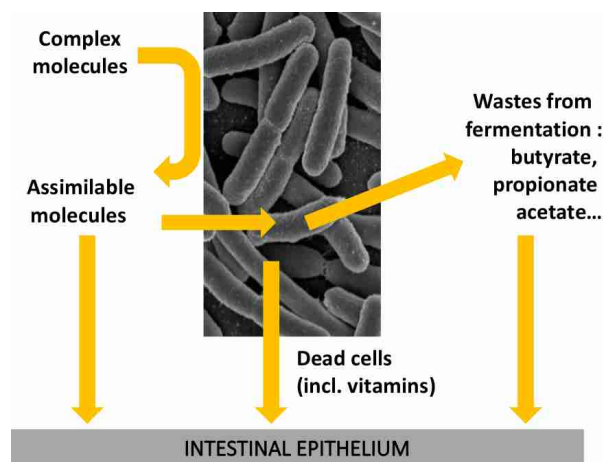 Complex
molecules
Wastes from
fermentation :
butyrate,
propionate
acetate...
Assimilable
molecules
Dead cells
(incl. vitamins)
INTESTINAL EPITHELIUM